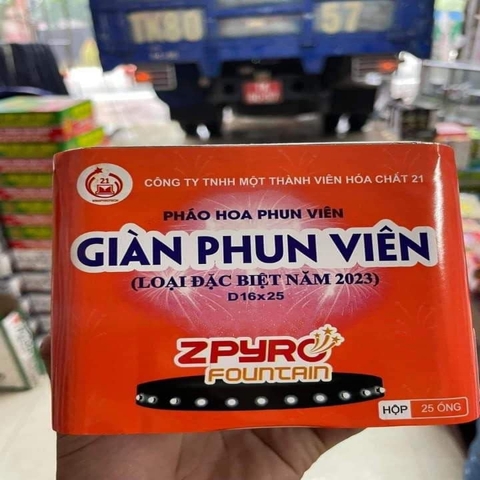 TK80 57
21
CÔNG TY TNHH MỘT THÀNH VIÊN HÓA CHẤT 21
PHÁO HOA PHUN VIÊN
GIÀN PHUN VIÊN
(LOẠI ĐẶC BIỆT NĂM 2023)
D16x25
ZPYRO
FOUNTAIN
HỘP 25 ỐNG